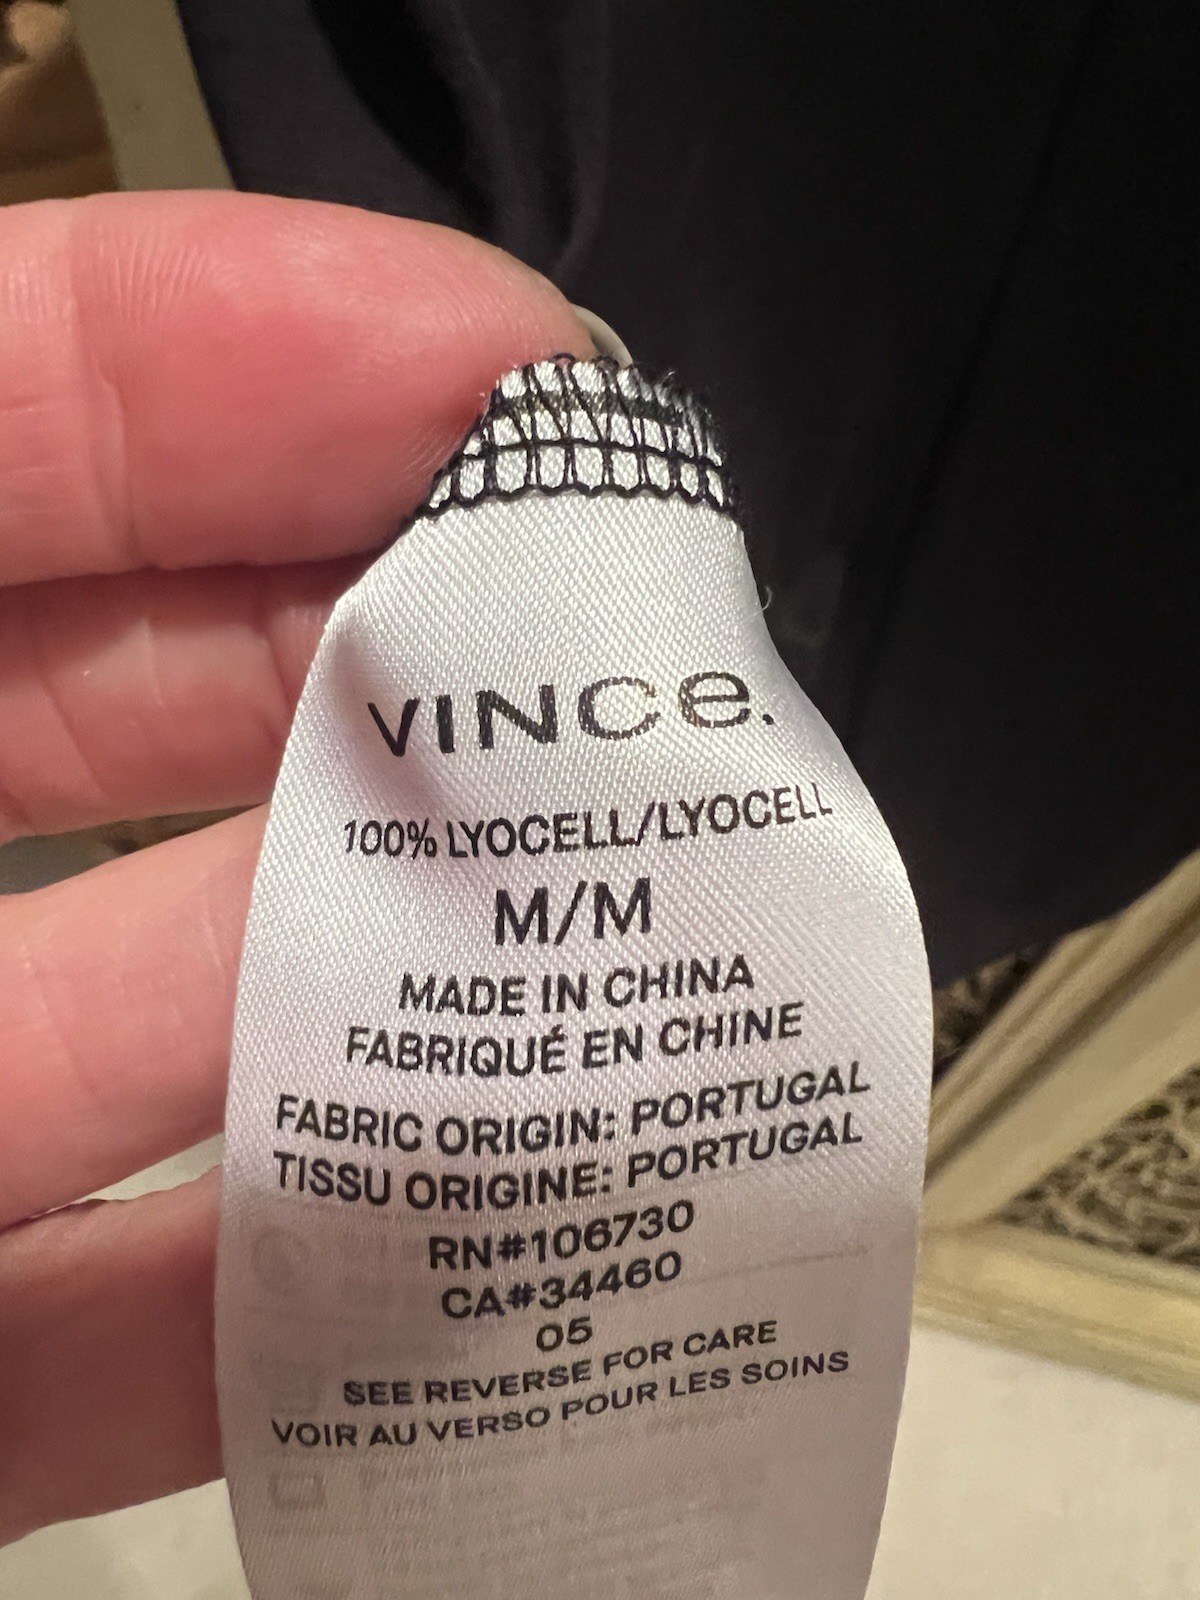 VINCe.
100% LYOCELL/LYOCELL
M/M
MADE IN CHINA
FABRIQUÉ EN CHINE
FABRIC ORIGIN: PORTUGAL
TISSU ORIGINE: PORTUGAL
RN#106730
CA#34460
05
SEE REVERSE FOR CARE
VOIR AU VERSO POUR LES SOINS